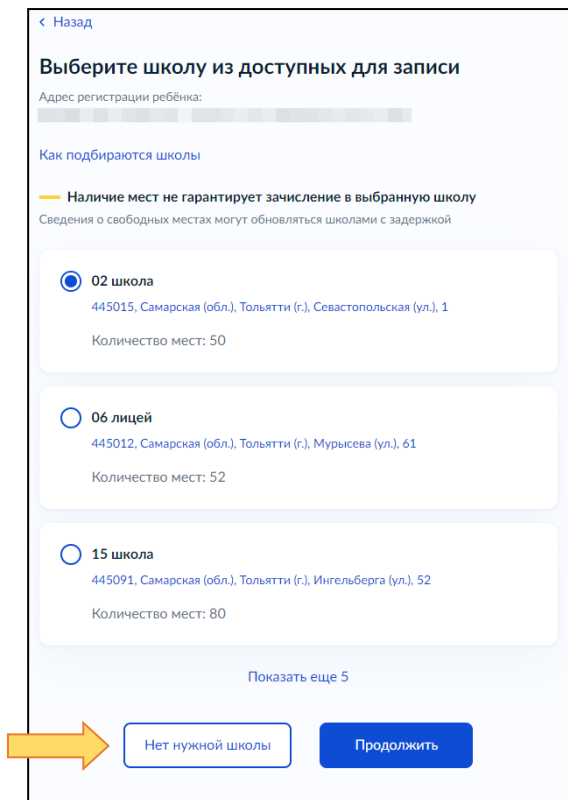 Назад
Выберите школу из доступных для записи
Адрес регистрации ребёнка:
Как подбираются школы
Наличие мест не гарантирует зачисление в выбранную школу
Сведения о свободных местах могут обновляться школами с задержкой
02 школа
445015, Самарская (обл.), Тольятти (г.), Севастопольская (ул.), 1
Количество мест: 50
06 лицей
445012, Самарская (обл.), Тольятти (г.), Мурысева (ул.), 61
Количество мест: 52
15 школа
445091, Самарская (обл.), Тольятти (г.), Ингельберга (ул.), 52
Количество мест: 80
Показать еще 5
Нет нужной школы
Продолжить